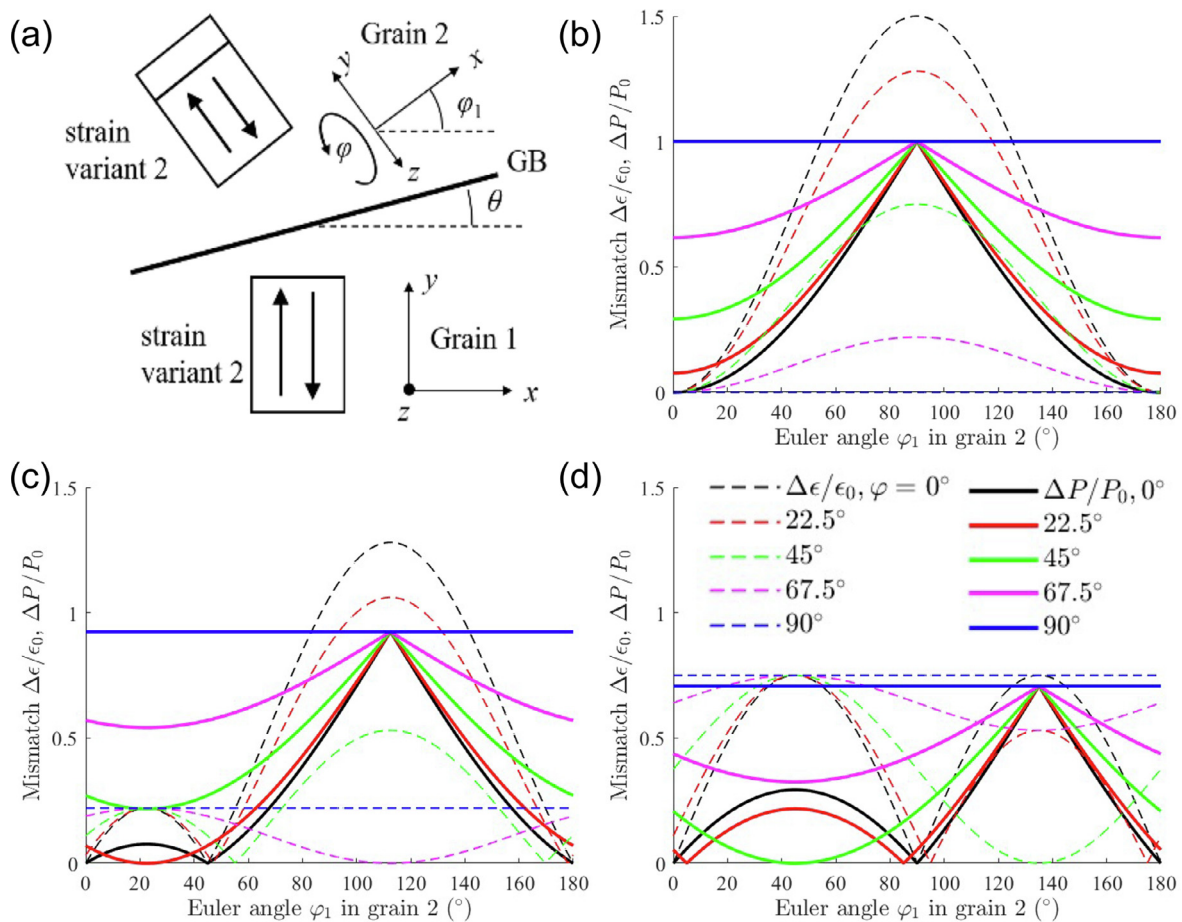 (a)
Grain 2
y
x
φ₁
φ
z
strain
variant 2
GB
θ
strain
variant 2
y
Grain 1
x
z
(b)
1.5
1
0.5
0
Mismatch Δϵ/ϵ₀, ΔP/P₀
0 20 40 60 80 100 120 140 160 180
Euler angle φ₁ in grain 2 (°)
(c)
1.5
1
0.5
0
Mismatch Δϵ/ϵ₀, ΔP/P₀
0 20 40 60 80 100 120 140 160 180
Euler angle φ₁ in grain 2 (°)
(d)
1.5
1
0.5
0
Mismatch Δϵ/ϵ₀, ΔP/P₀
Δϵ/ϵ₀, φ = 0° ΔP/P₀, 0°
22.5° 22.5°
45° 45°
67.5° 67.5°
90° 90°
0 20 40 60 80 100 120 140 160 180
Euler angle φ₁ in grain 2 (°)